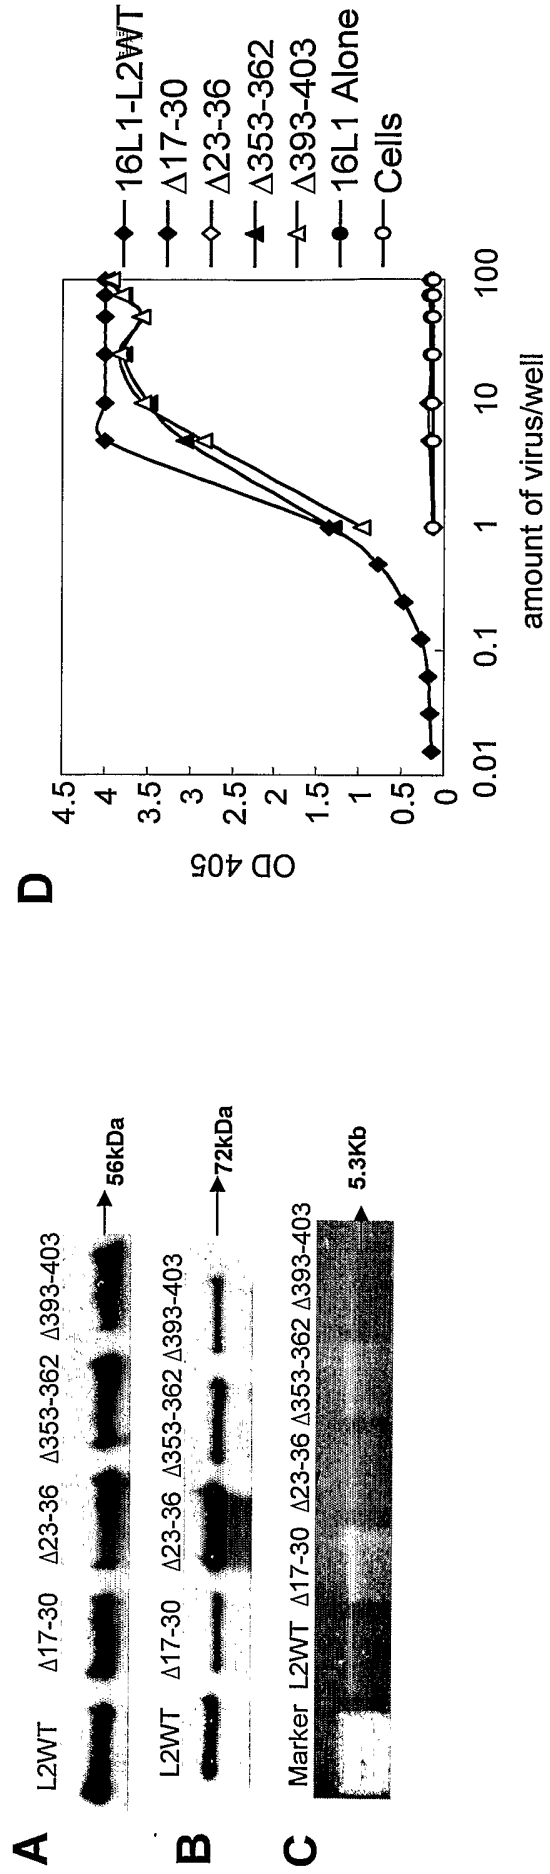 A
L2WT Δ17-30 Δ23-36 Δ353-362 Δ393-403
56kDa
B
L2WT Δ17-30 Δ23-36 Δ353-362 Δ393-403
72kDa
C
Marker L2WT Δ17-30 Δ23-36 Δ353-362 Δ393-403
5.3Kb
D
4.5
4
3.5
3
2.5
2
1.5
1
0.5
0
OD 405
0.01 0.1 1 10 100
amount of virus/well
16L1-L2WT
Δ17-30
Δ23-36
Δ353-362
Δ393-403
16L1 Alone
Cells